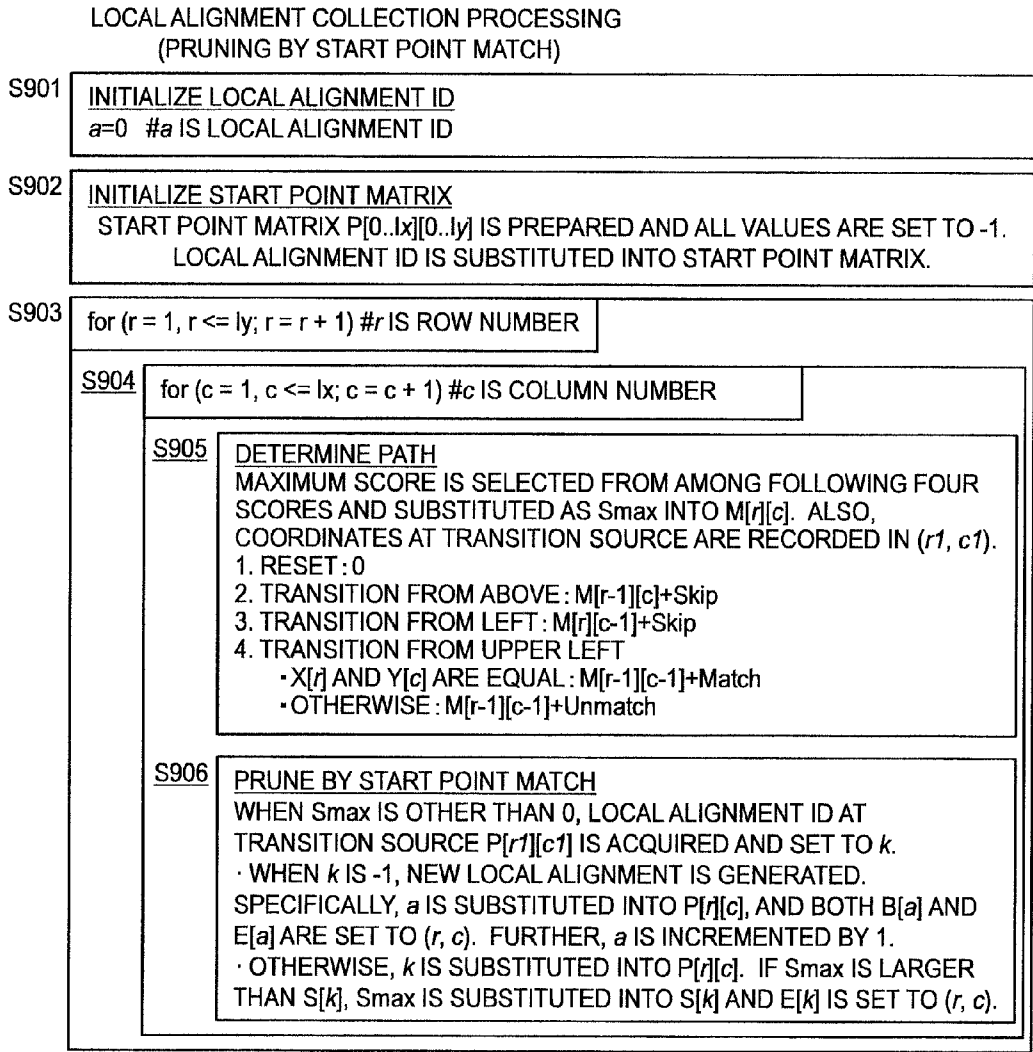 LOCAL ALIGNMENT COLLECTION PROCESSING
(PRUNING BY START POINT MATCH)
S901
INITIALIZE LOCAL ALIGNMENT ID
a=0 #a IS LOCAL ALIGNMENT ID
S902
INITIALIZE START POINT MATRIX
START POINT MATRIX P[0..lx][0..ly] IS PREPARED AND ALL VALUES ARE SET TO -1.
LOCAL ALIGNMENT ID IS SUBSTITUTED INTO START POINT MATRIX.
S903
for (r = 1, r <= ly; r = r + 1) #r IS ROW NUMBER
S904
for (c = 1, c <= lx; c = c + 1) #c IS COLUMN NUMBER
S905
DETERMINE PATH
MAXIMUM SCORE IS SELECTED FROM AMONG FOLLOWING FOUR
SCORES AND SUBSTITUTED AS Smax INTO M[r][c]. ALSO,
COORDINATES AT TRANSITION SOURCE ARE RECORDED IN (r1, c1).
1. RESET : 0
2. TRANSITION FROM ABOVE : M[r-1][c]+Skip
3. TRANSITION FROM LEFT : M[r][c-1]+Skip
4. TRANSITION FROM UPPER LEFT
· X[r] AND Y[c] ARE EQUAL : M[r-1][c-1]+Match
· OTHERWISE : M[r-1][c-1]+Unmatch
S906
PRUNE BY START POINT MATCH
WHEN Smax IS OTHER THAN 0, LOCAL ALIGNMENT ID AT
TRANSITION SOURCE P[r1][c1] IS ACQUIRED AND SET TO k.
· WHEN k IS -1, NEW LOCAL ALIGNMENT IS GENERATED.
SPECIFICALLY, a IS SUBSTITUTED INTO P[r][c], AND BOTH B[a] AND
E[a] ARE SET TO (r, c). FURTHER, a IS INCREMENTED BY 1.
· OTHERWISE, k IS SUBSTITUTED INTO P[r][c]. IF Smax IS LARGER
THAN S[k], Smax IS SUBSTITUTED INTO S[k] AND E[k] IS SET TO (r, c).